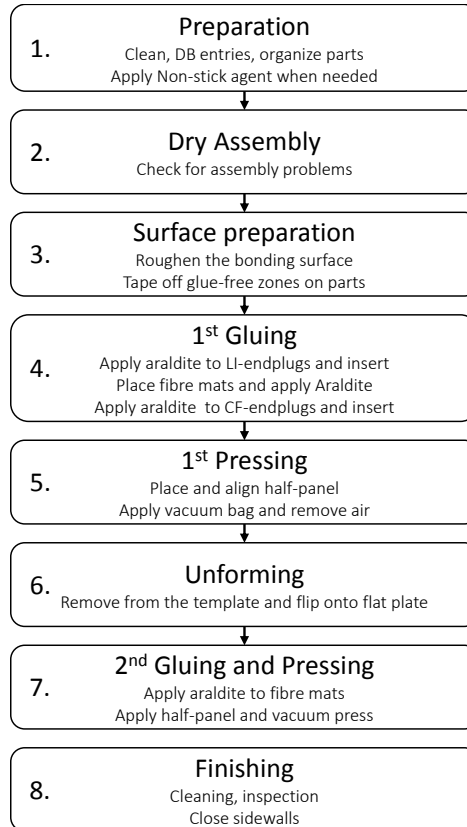 1.
Preparation
Clean, DB entries, organize parts
Apply Non-stick agent when needed
2.
Dry Assembly
Check for assembly problems
3.
Surface preparation
Roughen the bonding surface
Tape off glue-free zones on parts
4.
1st Gluing
Apply araldite to LI-endplugs and insert
Place fibre mats and apply Araldite
Apply araldite to CF-endplugs and insert
5.
1st Pressing
Place and align half-panel
Apply vacuum bag and remove air
6.
Unforming
Remove from the template and flip onto flat plate
7.
2nd Gluing and Pressing
Apply araldite to fibre mats
Apply half-panel and vacuum press
8.
Finishing
Cleaning, inspection
Close sidewalls